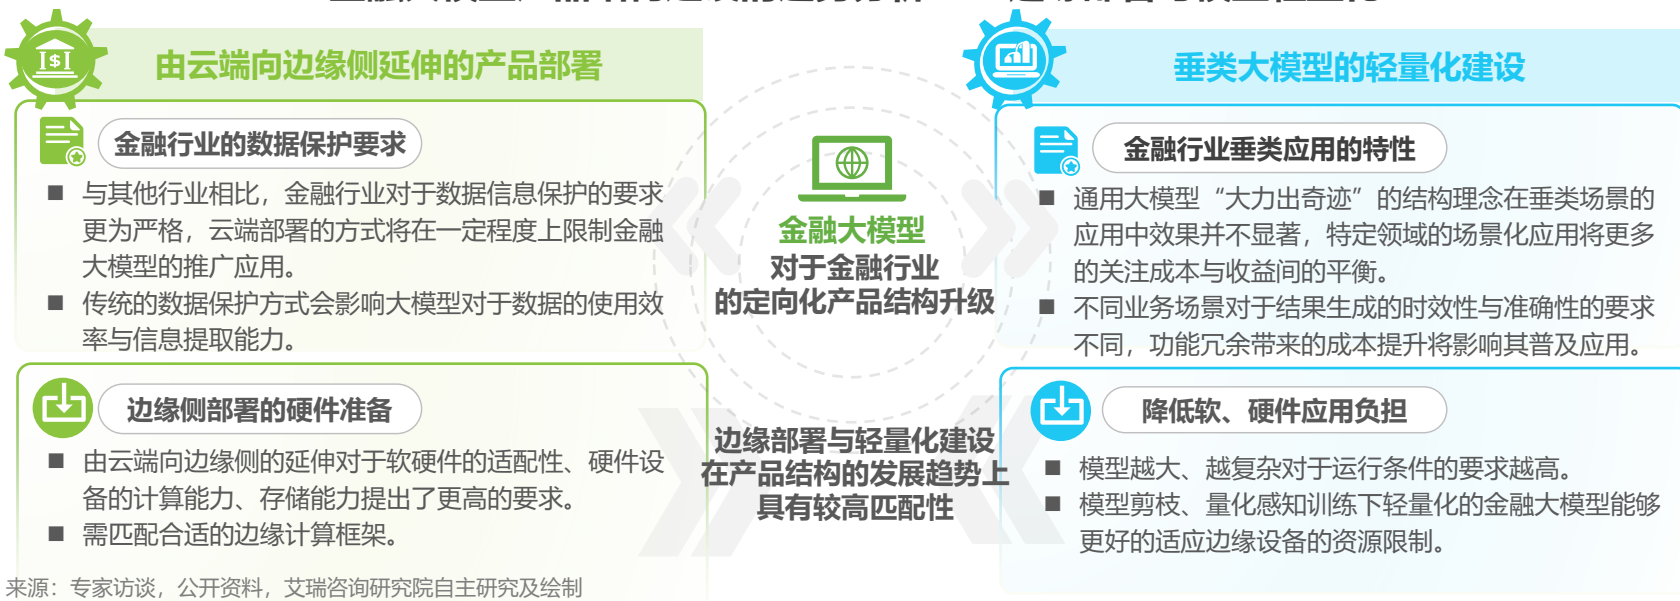 由云端向边缘侧延伸的产品部署
金融行业的数据保护要求
■ 与其他行业相比，金融行业对于数据信息保护的要求
更为严格，云端部署的方式将在一定程度上限制金融
大模型的推广应用。
■ 传统的数据保护方式会影响大模型对于数据的使用效
率与信息提取能力。
边缘侧部署的硬件准备
■ 由云端向边缘侧的延伸对于软硬件的适配性、硬件设
备的计算能力、存储能力提出了更高的要求。
■ 需匹配合适的边缘计算框架。
金融大模型
对于金融行业
的定向化产品结构升级
边缘部署与轻量化建设
在产品结构的发展趋势上
具有较高匹配性
垂类大模型的轻量化建设
金融行业垂类应用的特性
■ 通用大模型“大力出奇迹”的结构理念在垂类场景的
应用中效果并不显著，特定领域的场景化应用将更多
的关注成本与收益间的平衡。
■ 不同业务场景对于结果生成的时效性与准确性的要求
不同，功能冗余带来的成本提升将影响其普及应用。
降低软、硬件应用负担
■ 模型越大、越复杂对于运行条件的要求越高。
■ 模型剪枝、量化感知训练下轻量化的金融大模型能够
更好的适应边缘设备的资源限制。
来源：专家访谈，公开资料，艾瑞咨询研究院自主研究及绘制